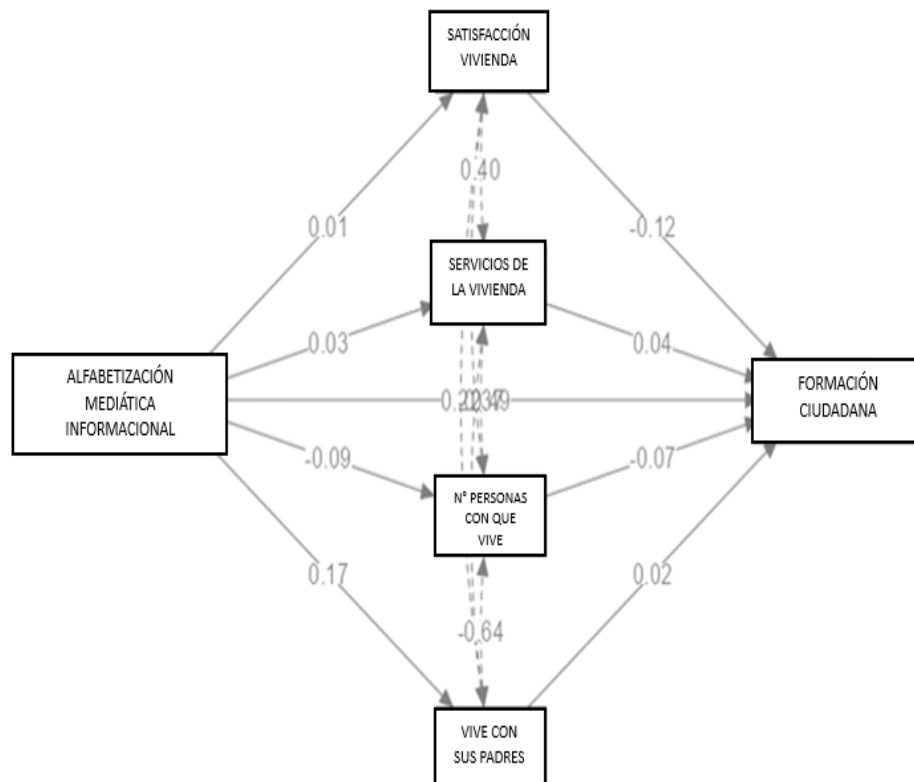 SATISFACCIÓN
VIVIENDA
0.40
0.01
-0.12
SERVICIOS DE
LA VIVIENDA
0.03
0.04
ALFABETIZACIÓN
MEDIÁTICA
INFORMACIONAL
FORMACIÓN
CIUDADANA
-0.09
-0.07
N° PERSONAS
CON QUE
VIVE
0.17
0.02
-0.64
VIVE CON
SUS PADRES